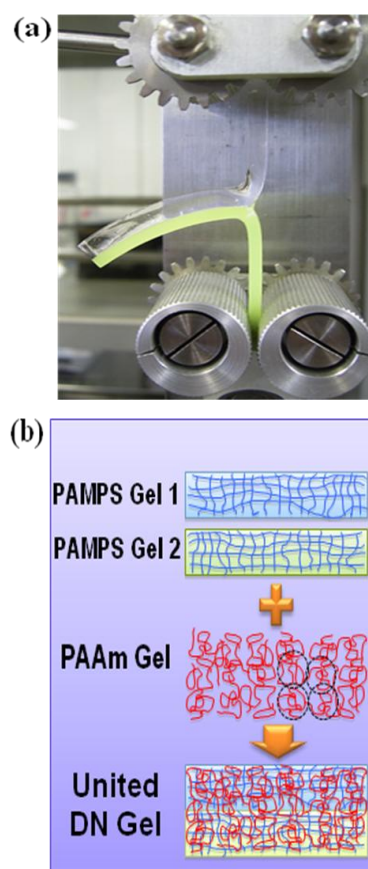 (a)
(b)
PAMPS Gel 1
PAMPS Gel 2
PAAm Gel
United
DN Gel